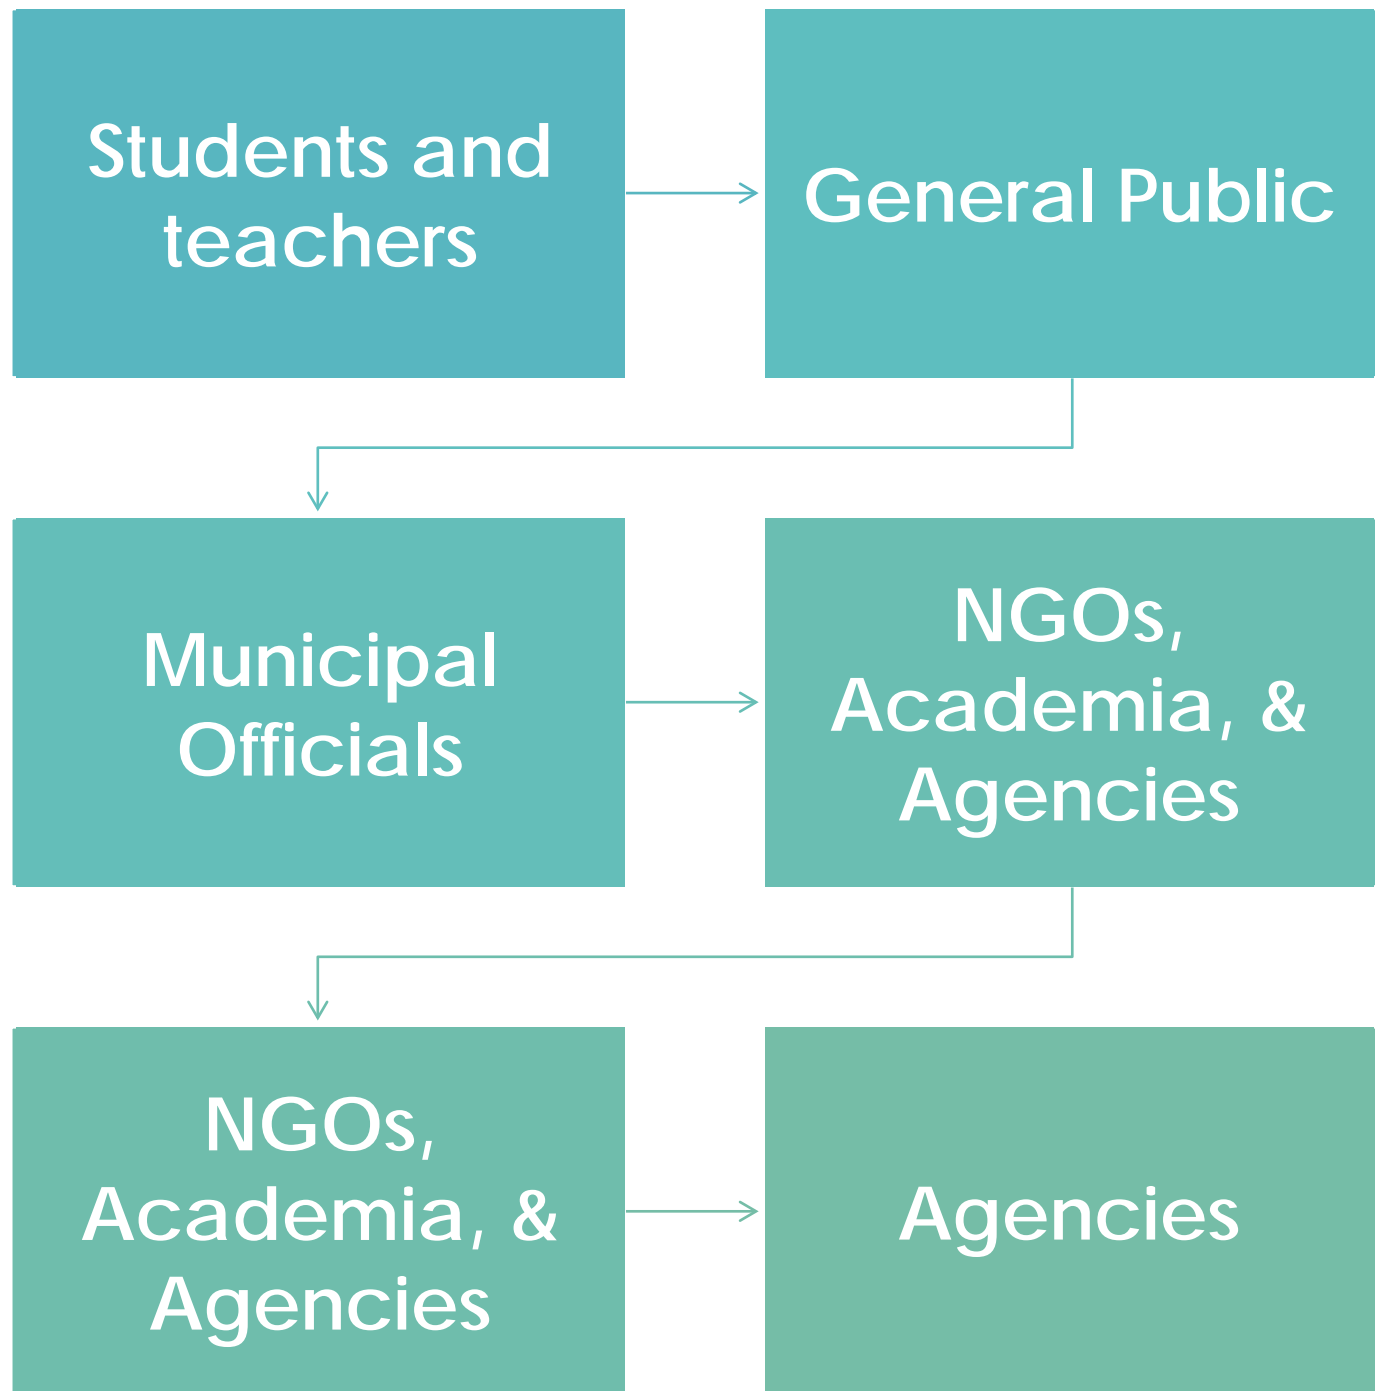 Students and
teachers
General Public
Municipal
Officials
NGOs,
Academia, &
Agencies
NGOs,
Academia, &
Agencies
Agencies